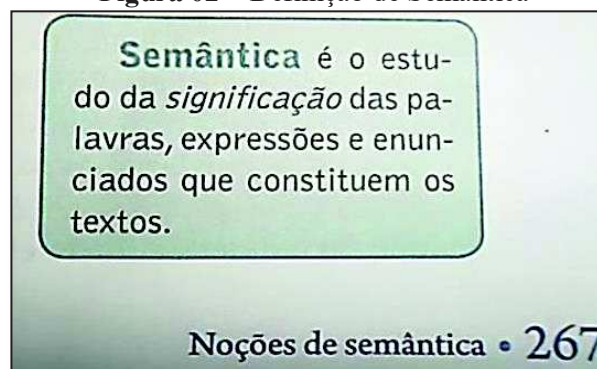 Semântica é o estu-
do da significação das pa-
lavras, expressões e enun-
ciados que constituem os
textos.
Noções de semântica • 267